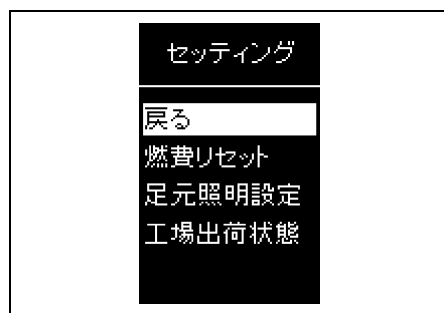 セッティング
戻る
燃費リセット
足元照明設定
工場出荷状態